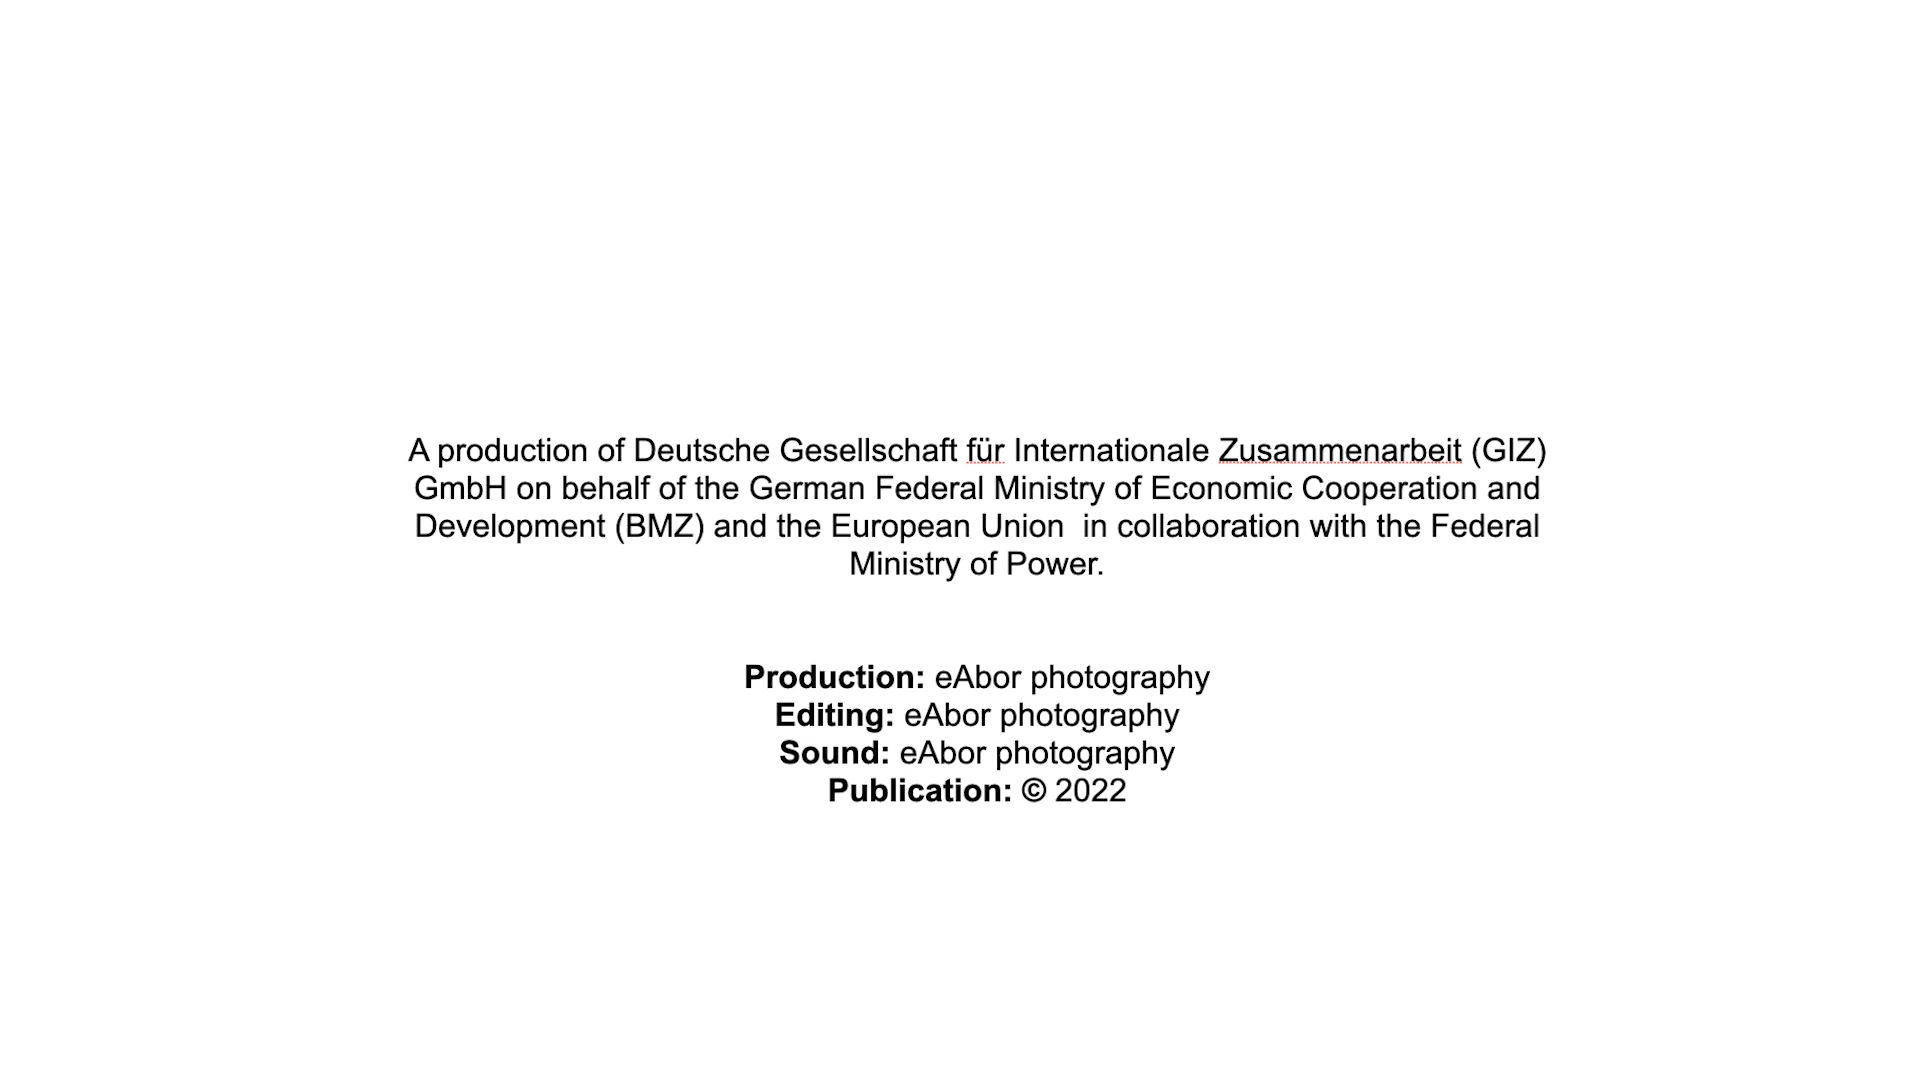 A production of Deutsche Gesellschaft für Internationale Zusammenarbeit (GIZ)
GmbH on behalf of the German Federal Ministry of Economic Cooperation and
Development (BMZ) and the European Union  in collaboration with the Federal
Ministry of Power.
Production: eAbor photography
Editing: eAbor photography
Sound: eAbor photography
Publication: © 2022